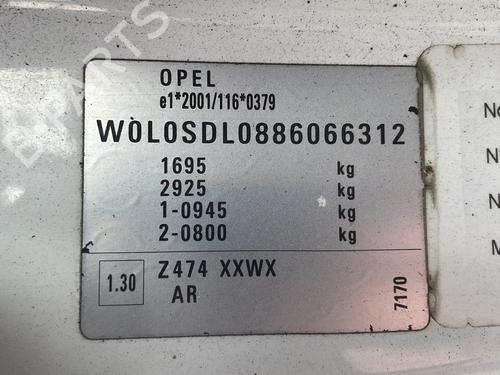 PARTS
OPEL
e1*2001/116*0379
W0L0SDL0886066312
1695 kg
2925 kg
1-0945 kg
2-0800 kg
1.30 Z474 XXWX
AR
7170